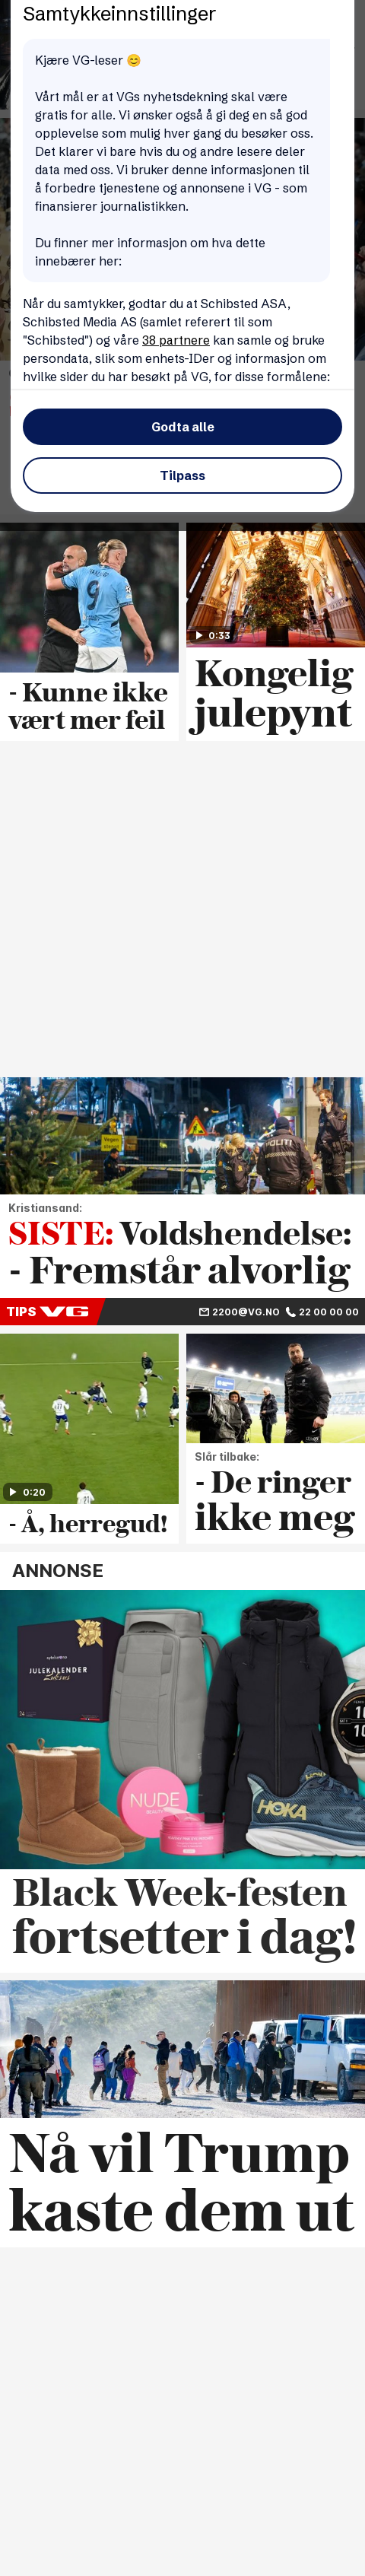 Samtykkeinnstillinger
Kjære VG-leser 😊
Vårt mål er at VGs nyhetsdekning skal være
gratis for alle. Vi ønsker også å gi deg en så god
opplevelse som mulig hver gang du besøker oss.
Det klarer vi bare hvis du og andre lesere deler
data med oss. Vi bruker denne informasjonen til
å forbedre tjenestene og annonsene i VG - som
finansierer journalistikken.
Du finner mer informasjon om hva dette
innebærer her:
Når du samtykker, godtar du at Schibsted ASA,
Schibsted Media AS (samlet referert til som
"Schibsted") og våre 38 partnere kan samle og bruke
persondata, slik som enhets-IDer og informasjon om
hvilke sider du har besøkt på VG, for disse formålene:
Godta alle
Tilpass
9
- Kunne ikke
vært mer feil
0:33
Kongelig
julepynt
POLITI
Kristiansand:
SISTE: Voldshendelse:
- Fremstår alvorlig
TIPS VG
2200@VG.NO
22 00 00 00
0:20
- Å, herregud!
Slår tilbake:
- De ringer
ikke meg
ANNONSE
JULEKALENDER
24
NUDE
HOKA
10
10
Black Week-festen
fortsetter i dag!
Nå vil Trump
kaste dem ut